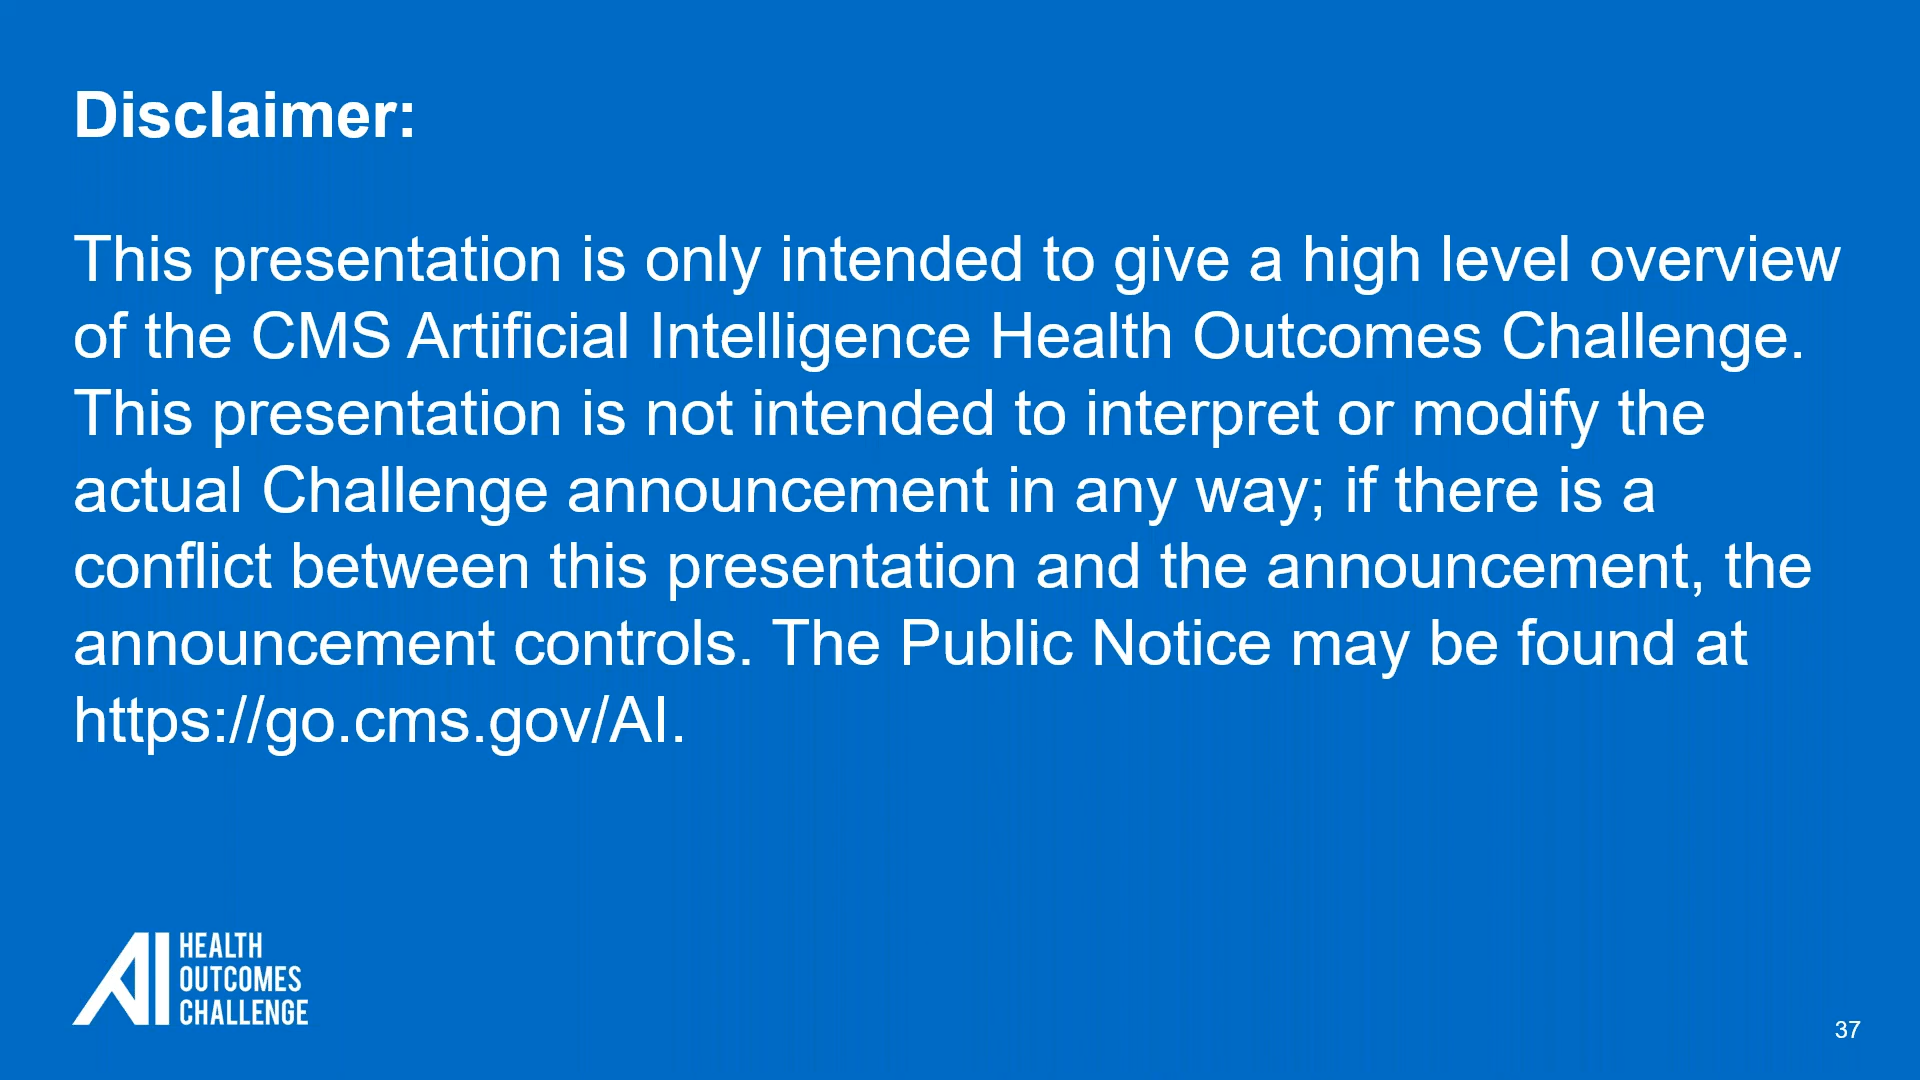 Disclaimer:
This presentation is only intended to give a high level overview
of the CMS Artificial Intelligence Health Outcomes Challenge.
This presentation is not intended to interpret or modify the
actual Challenge announcement in any way; if there is a
conflict between this presentation and the announcement, the
announcement controls. The Public Notice may be found at
https://go.cms.gov/AI.
AI HEALTH
OUTCOMES
CHALLENGE
37